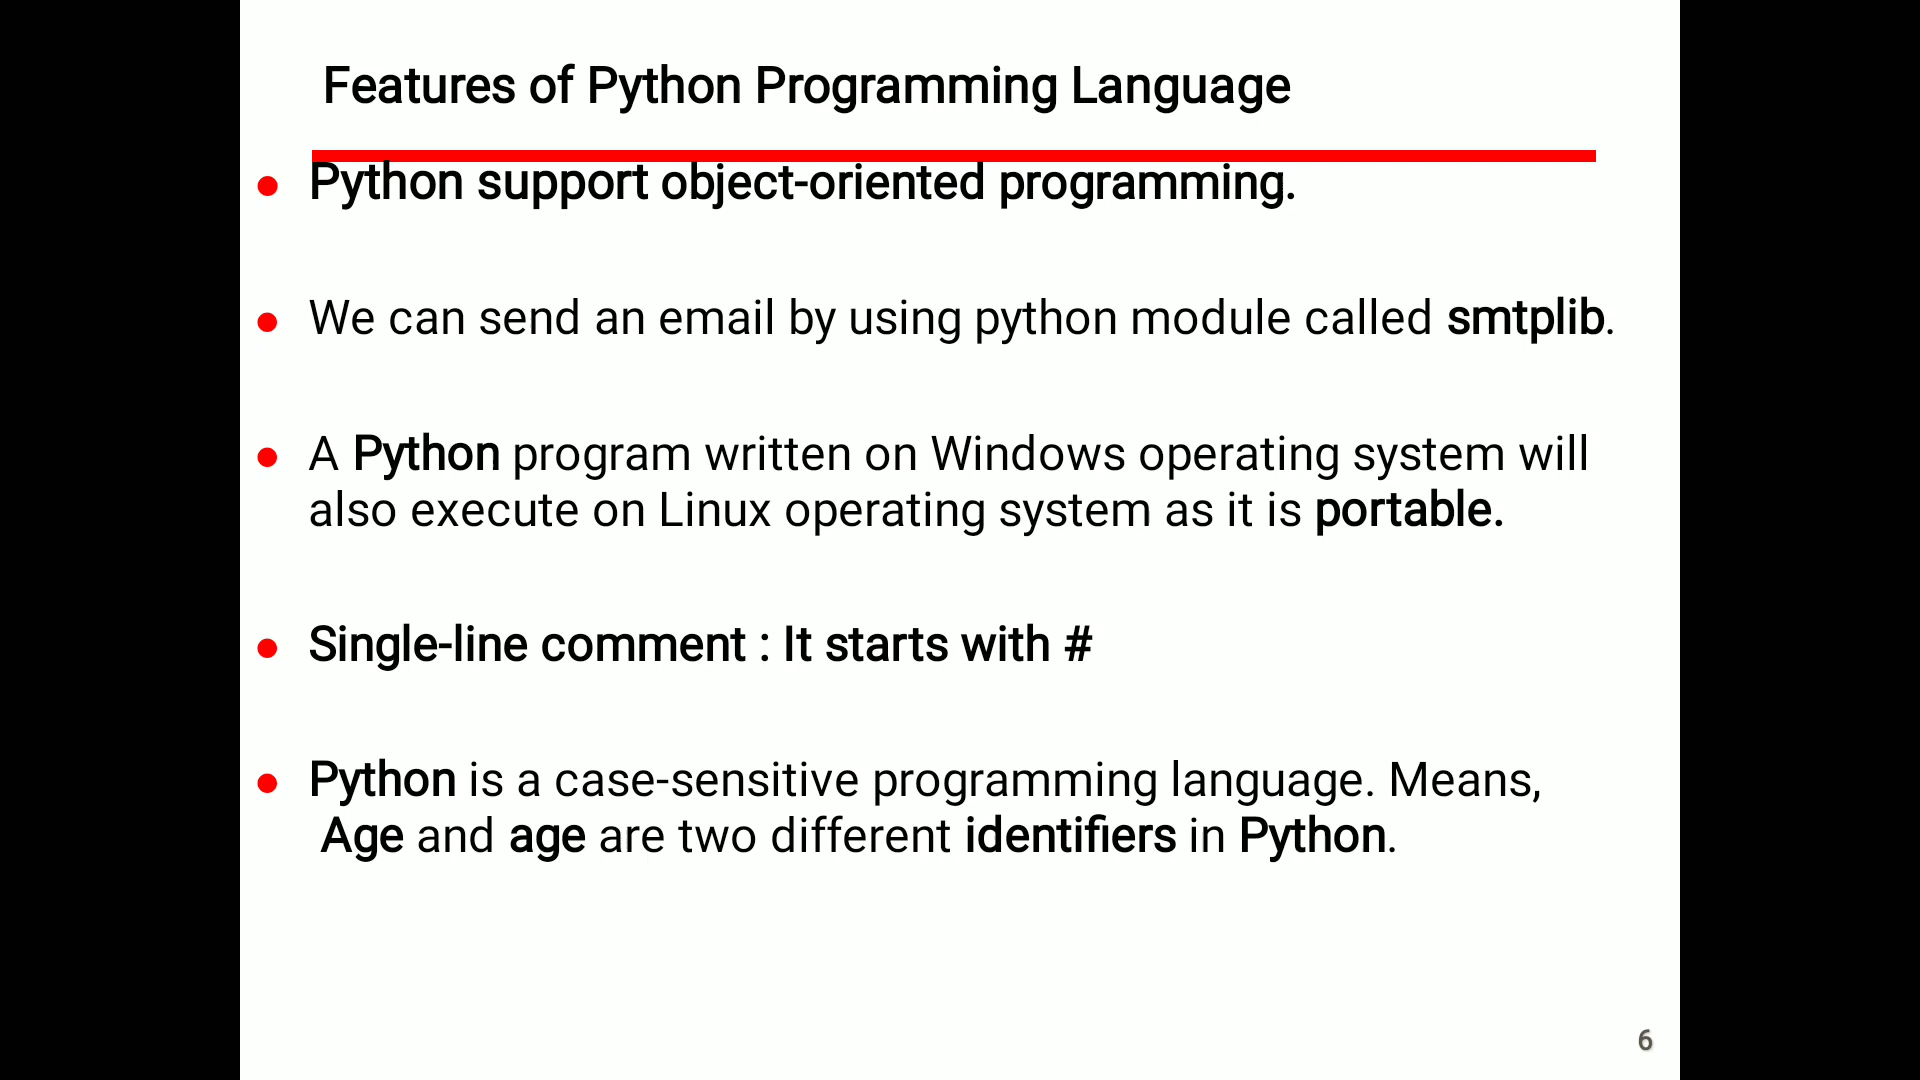 Features of Python Programming Language
● Python support object-oriented programming.
● We can send an email by using python module called smtplib.
● A Python program written on Windows operating system will
also execute on Linux operating system as it is portable.
● Single-line comment : It starts with #
● Python is a case-sensitive programming language. Means,
Age and age are two different identifiers in Python.
6